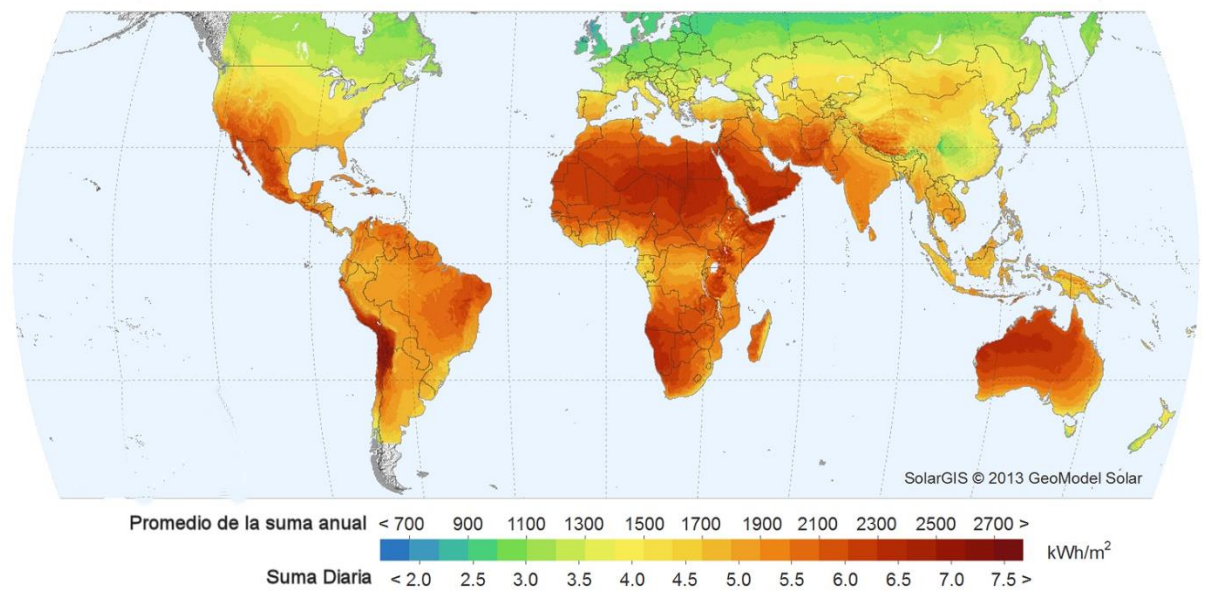 SolarGIS © 2013 GeoModel Solar
Promedio de la suma anual < 700 900 1100 1300 1500 1700 1900 2100 2300 2500 2700 >
kWh/m²
Suma Diaria < 2.0 2.5 3.0 3.5 4.0 4.5 5.0 5.5 6.0 6.5 7.0 7.5 >